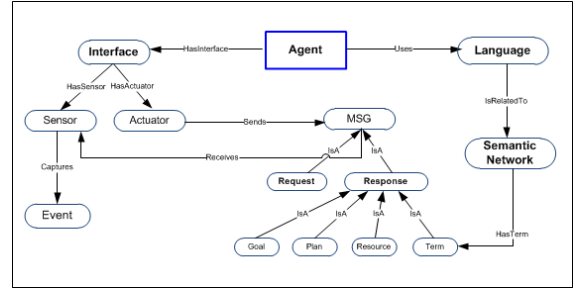 Interface
HasInterface
Agent
Uses
Language
HasSensor
HasActuator
IsRelatedTo
Sensor
Actuator
Sends
MSG
Semantic
Network
IsA
IsA
Receives
Captures
Request
Response
Event
IsA
IsA
IsA
IsA
HasTerm
Goal
Plan
Resource
Term